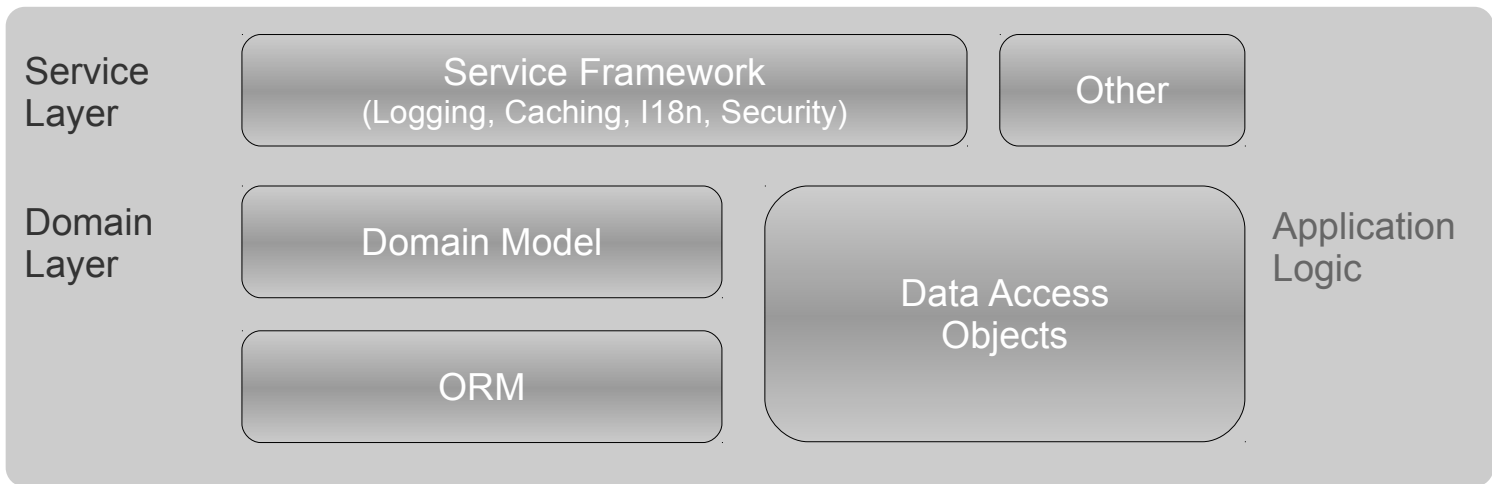 Service
Layer
Service Framework
(Logging, Caching, I18n, Security)
Other
Domain
Layer
Domain Model
Data Access
Objects
Application
Logic
ORM